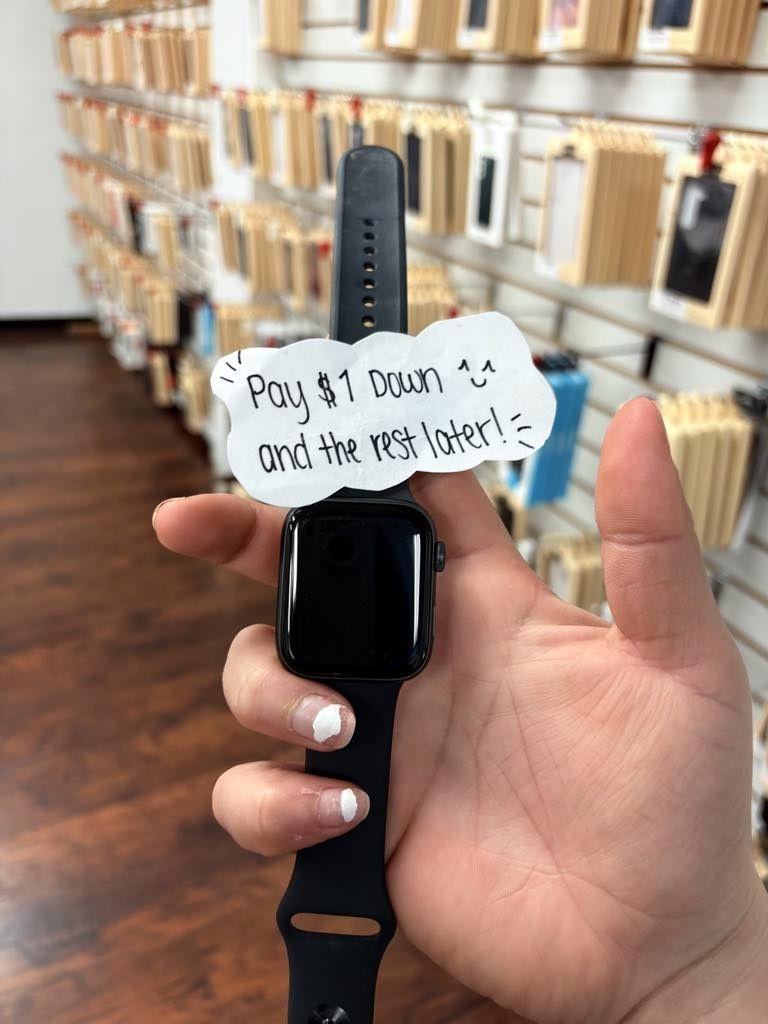 Pay $1 Down
and the rest later!